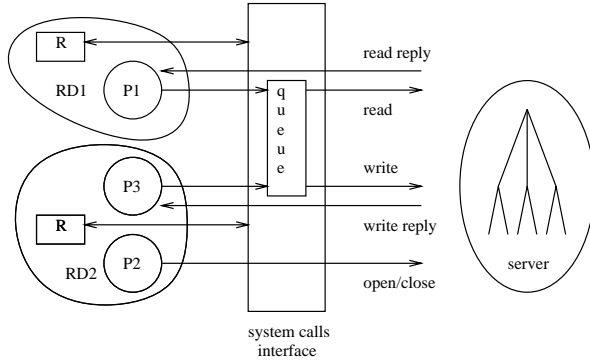 R
RD1
P1
q
u
e
u
e
read reply
read
P3
R
RD2
P2
write
write reply
open/close
server
system calls
interface